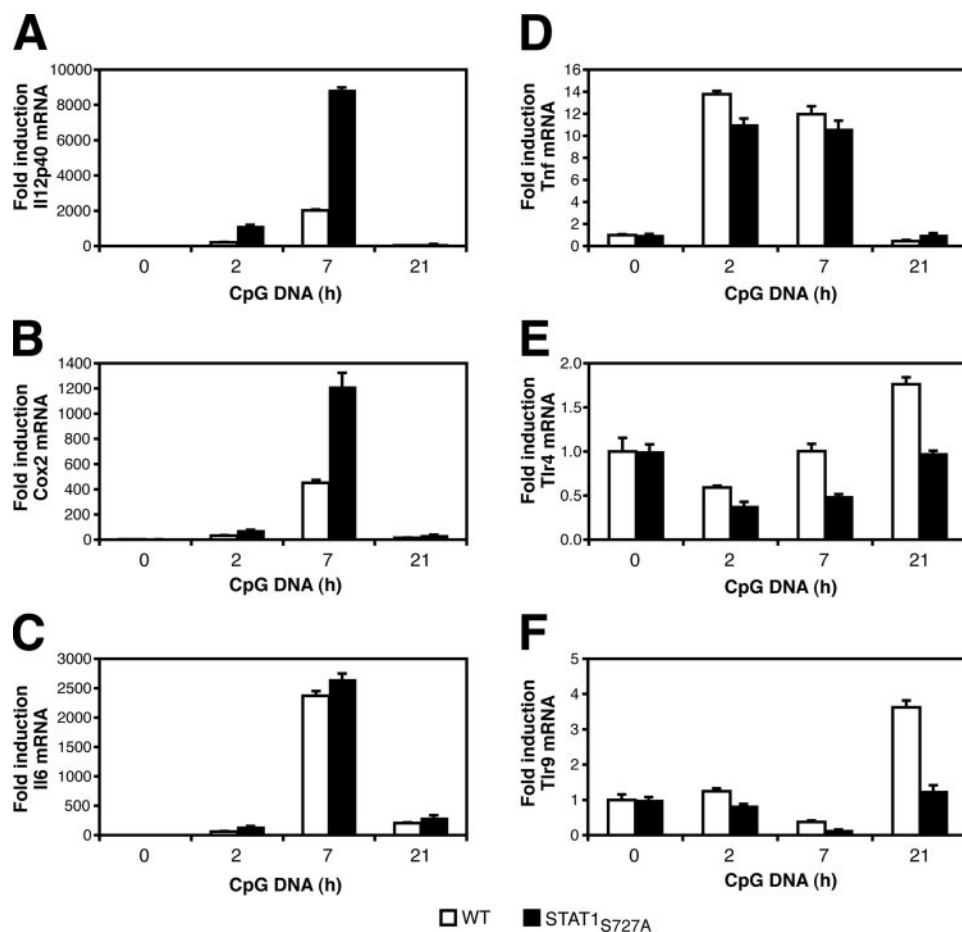 A
Fold induction
Il12p40 mRNA
10000
8000
6000
4000
2000
0
0 2 7 21
CpG DNA (h)
B
Fold induction
Cox2 mRNA
1400
1200
1000
800
600
400
200
0
0 2 7 21
CpG DNA (h)
C
Fold induction
Il6 mRNA
3000
2500
2000
1500
1000
500
0
0 2 7 21
CpG DNA (h)
D
Fold induction
Tnf mRNA
16
14
12
10
8
6
4
2
0
0 2 7 21
CpG DNA (h)
E
Fold induction
Tlr4 mRNA
2.0
1.5
1.0
0.5
0.0
0 2 7 21
CpG DNA (h)
F
Fold induction
Tlr9 mRNA
5
4
3
2
1
0
0 2 7 21
CpG DNA (h)
WT STAT1S727A